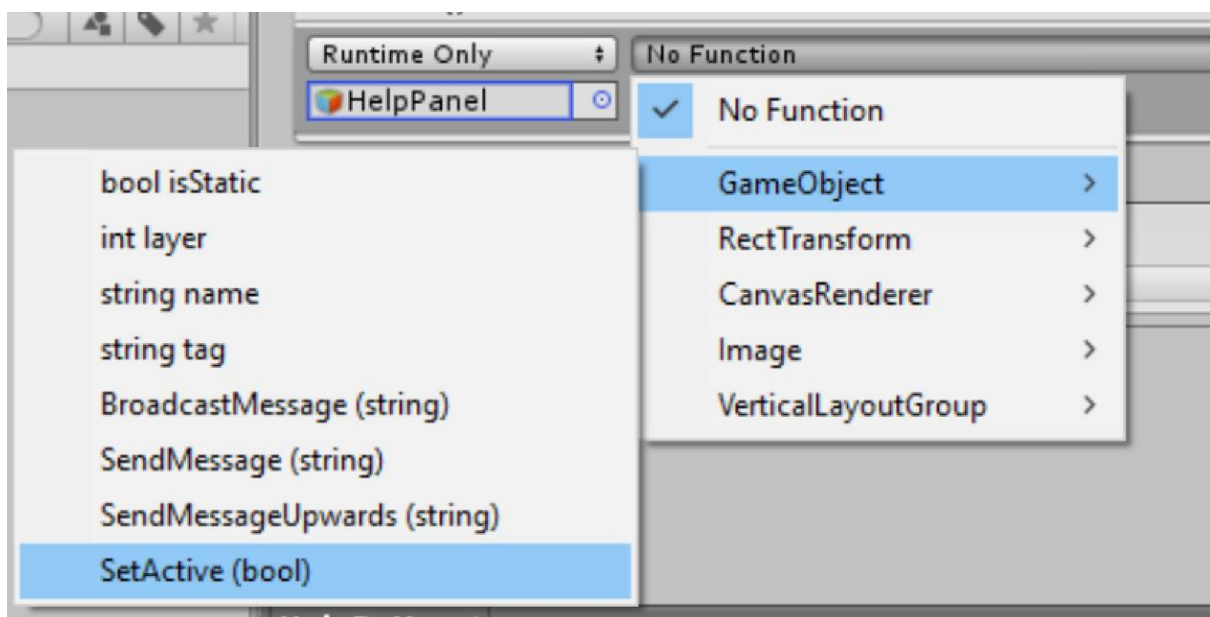 Runtime Only
No Function
HelpPanel
No Function
GameObject
RectTransform
CanvasRenderer
Image
VerticalLayoutGroup
bool isStatic
int layer
string name
string tag
BroadcastMessage (string)
SendMessage (string)
SendMessageUpwards (string)
SetActive (bool)